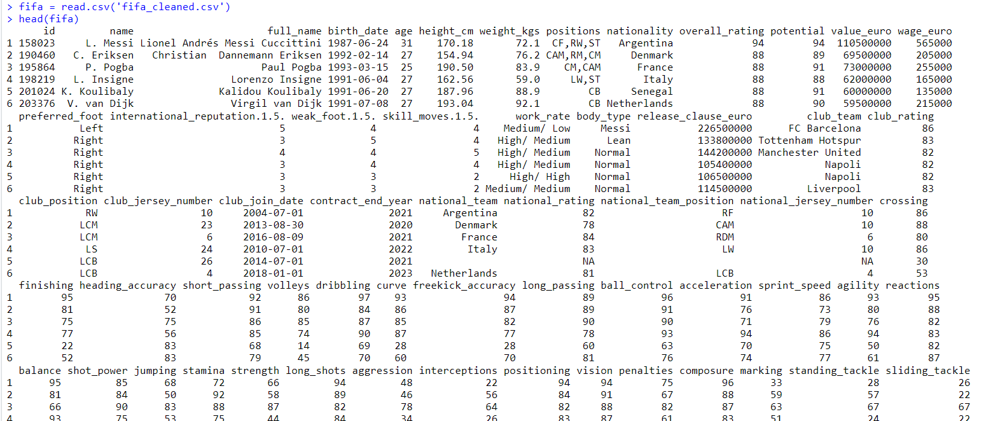 > fifa = read.csv('fifa_cleaned.csv')
> head(fifa)
id name full_name birth_date age height_cm weight_kgs positions nationality overall_rating potential value_euro wage_euro
1 158023 L. Messi Lionel Andrés Messi Cuccittini 1987-06-24 31 170.18 72.1 CF,RW,ST Argentina 94 94 110500000 565000
2 190460 C. Eriksen Christian  Dannemann Eriksen 1992-02-14 27 154.94 76.2 CAM,RM,CM Denmark 88 89 69500000 205000
3 195864 P. Pogba Paul Pogba 1993-03-15 25 190.50 83.9 CM,CAM France 88 91 73000000 255000
4 198219 L. Insigne Lorenzo Insigne 1991-06-04 27 162.56 59.0 LW,ST Italy 88 88 62000000 165000
5 201024 K. Koulibaly Kalidou Koulibaly 1991-06-20 27 187.96 88.9 CB Senegal 88 91 60000000 135000
6 203376 V. van Dijk Virgil van Dijk 1991-07-08 27 193.04 92.1 CB Netherlands 88 90 59500000 215000
preferred_foot international_reputation.1.5. weak_foot.1.5. skill_moves.1.5. work_rate body_type release_clause_euro club_team club_rating
1 Left 5 4 4 Medium/ Low Messi 226500000 FC Barcelona 86
2 Right 3 5 4 High/ Medium Lean 133800000 Tottenham Hotspur 83
3 Right 4 4 5 High/ Medium Normal 144200000 Manchester United 82
4 Right 3 4 4 High/ Medium Normal 105400000 Napoli 82
5 Right 3 3 2 High/ High Normal 106500000 Napoli 82
6 Right 3 3 2 Medium/ Medium Normal 114500000 Liverpool 83
club_position club_jersey_number club_join_date contract_end_year national_team national_rating national_team_position national_jersey_number crossing
1 RW 10 2004-07-01 2021 Argentina 82 RF 10 86
2 LCM 23 2013-08-30 2020 Denmark 78 CAM 10 88
3 LCM 6 2016-08-09 2021 France 84 RDM 6 80
4 LS 24 2010-07-01 2022 Italy 83 LW 10 86
5 LCB 26 2014-07-01 2021 NA NA 30
6 LCB 4 2018-01-01 2023 Netherlands 81 LCB 4 53
finishing heading_accuracy short_passing volleys dribbling curve freekick_accuracy long_passing ball_control acceleration sprint_speed agility reactions
1 95 70 92 86 97 93 94 89 96 91 86 93 95
2 81 52 91 80 84 86 87 89 91 76 73 80 88
3 75 75 86 85 87 85 82 90 90 71 79 76 82
4 77 56 85 74 90 87 77 78 93 94 86 94 83
5 22 83 68 14 69 28 28 60 63 70 75 50 82
6 52 83 79 45 70 60 70 81 76 74 77 61 87
balance shot_power jumping stamina strength long_shots aggression interceptions positioning vision penalties composure marking standing_tackle sliding_tackle
1 95 85 68 72 66 94 48 22 94 94 75 96 33 28 26
2 81 84 50 92 58 89 46 56 84 91 67 88 59 57 22
3 66 90 83 88 87 82 78 64 82 88 82 87 63 67 67
4 93 75 53 75 44 84 34 26 83 87 61 83 51 24 22